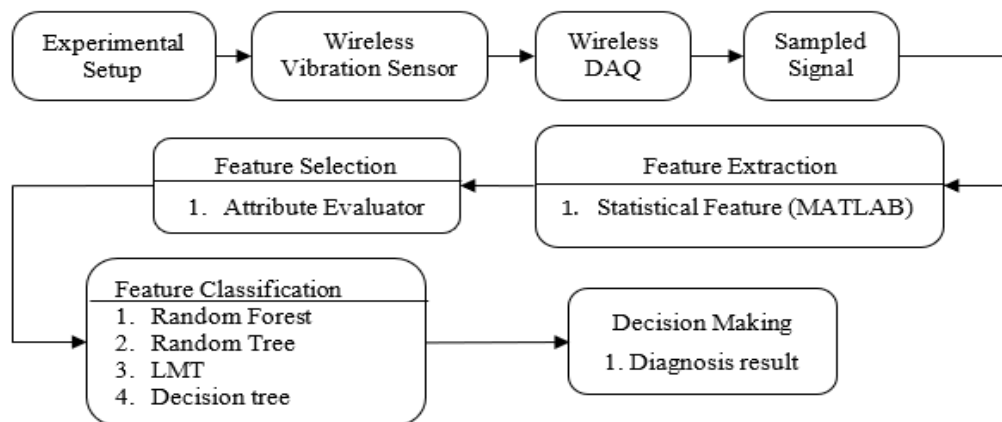 Experimental
Setup
Wireless
Vibration Sensor
Wireless
DAQ
Sampled
Signal
Feature Extraction
1. Statistical Feature (MATLAB)
Feature Selection
1. Attribute Evaluator
Feature Classification
1. Random Forest
2. Random Tree
3. LMT
4. Decision tree
Decision Making
1. Diagnosis result